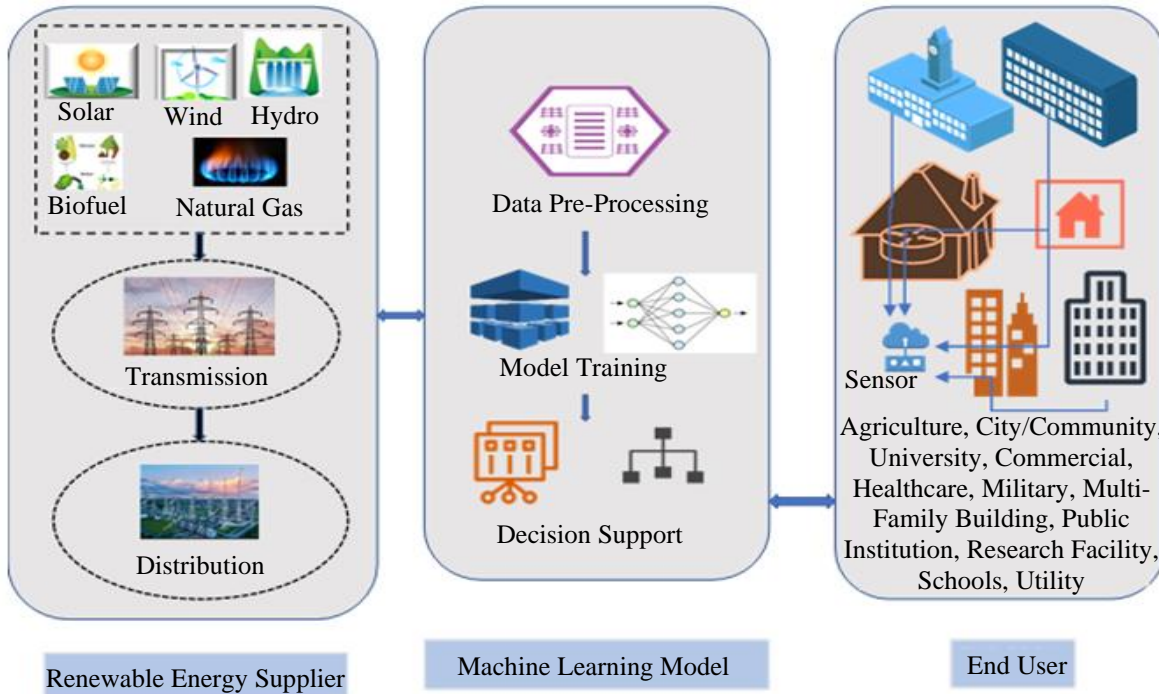 Solar
Wind
Hydro
Biofuel
Natural Gas
Transmission
Distribution
Renewable Energy Supplier
Data Pre-Processing
Model Training
Decision Support
Machine Learning Model
Sensor
Agriculture, City/Community,
University, Commercial,
Healthcare, Military, Multi-
Family Building, Public
Institution, Research Facility,
Schools, Utility
End User